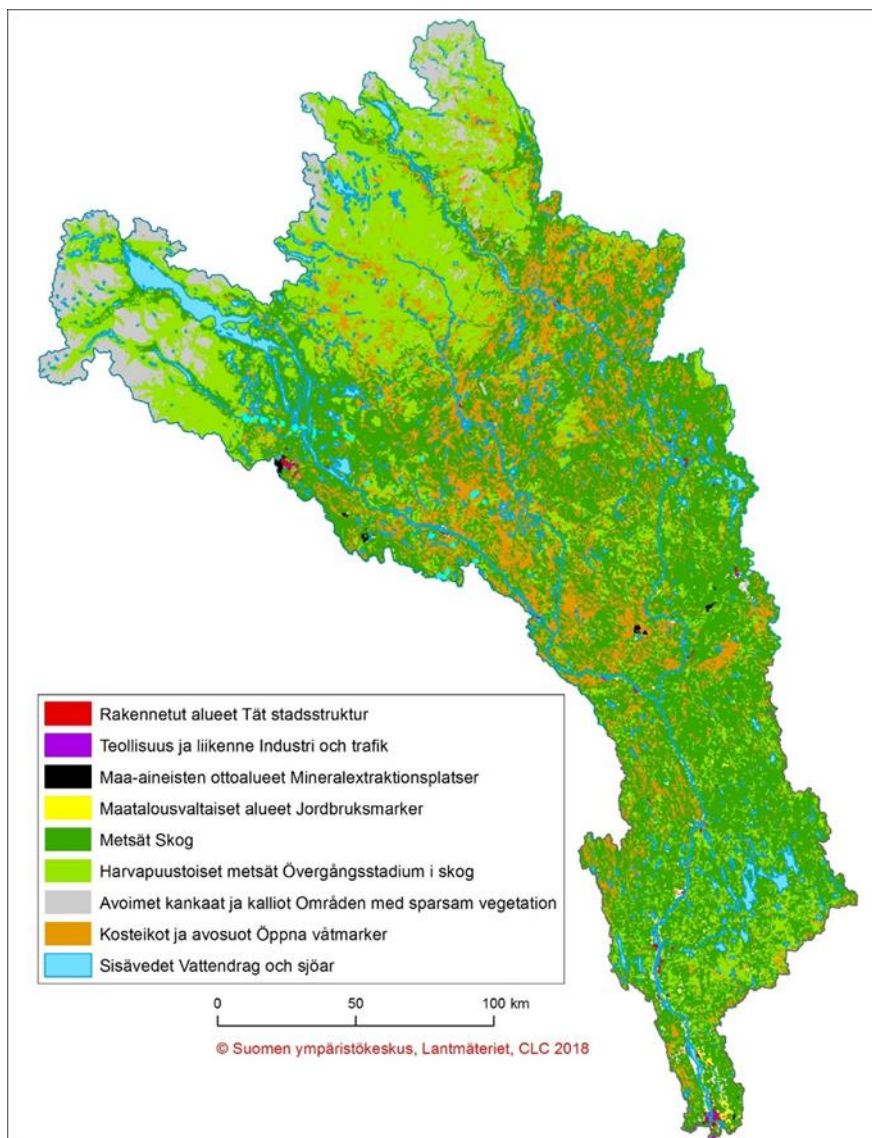 Rakennetut alueet Tät stadsstruktur
Teollisuus ja liikenne Industri och trafik
Maa-aineisten ottoalueet Mineralextraktionsplatser
Maatalousvaltaiset alueet Jordbruksmarker
Metsät Skog
Harvapuustoiset metsät Övergångsstadium i skog
Avoimet kankaat ja kalliot Områden med sparsam vegetation
Kosteikot ja avosuot Öppna våtmarker
Sisävedet Vattendrag och sjöar
0 50 100 km
© Suomen ympäristökeskus, Lantmäteriet, CLC 2018